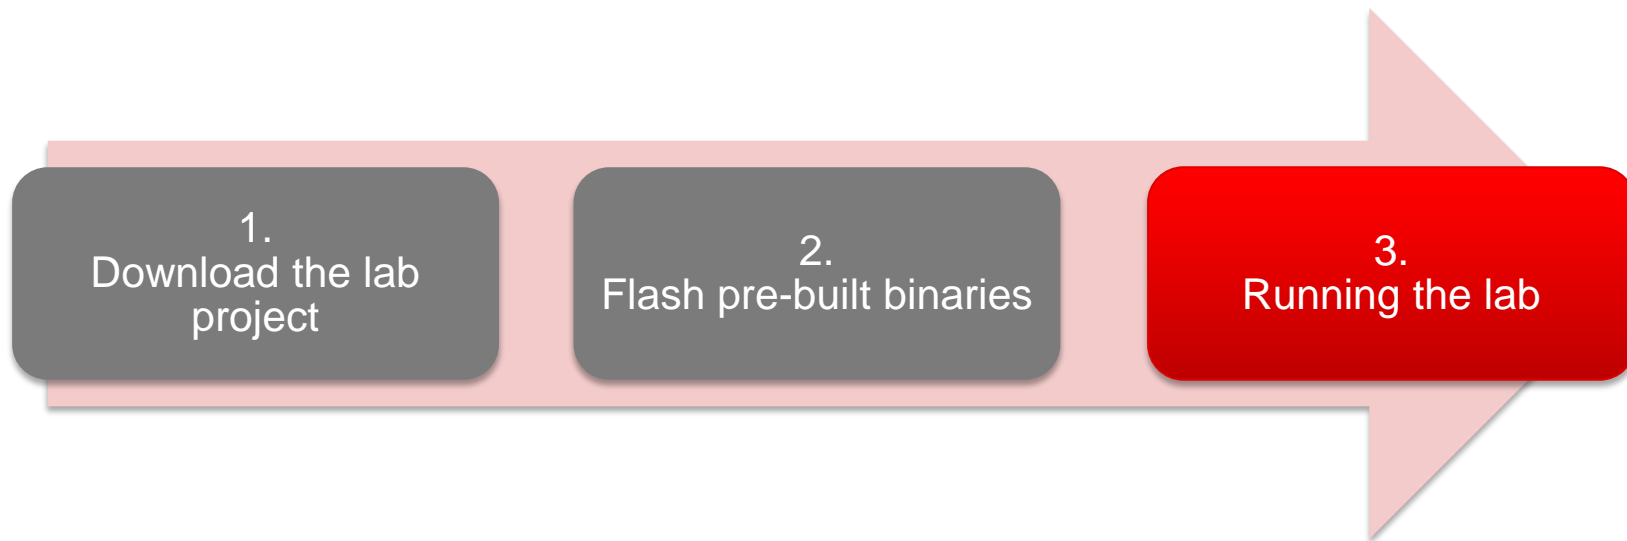 1.
Download the lab
project
2.
Flash pre-built binaries
3.
Running the lab